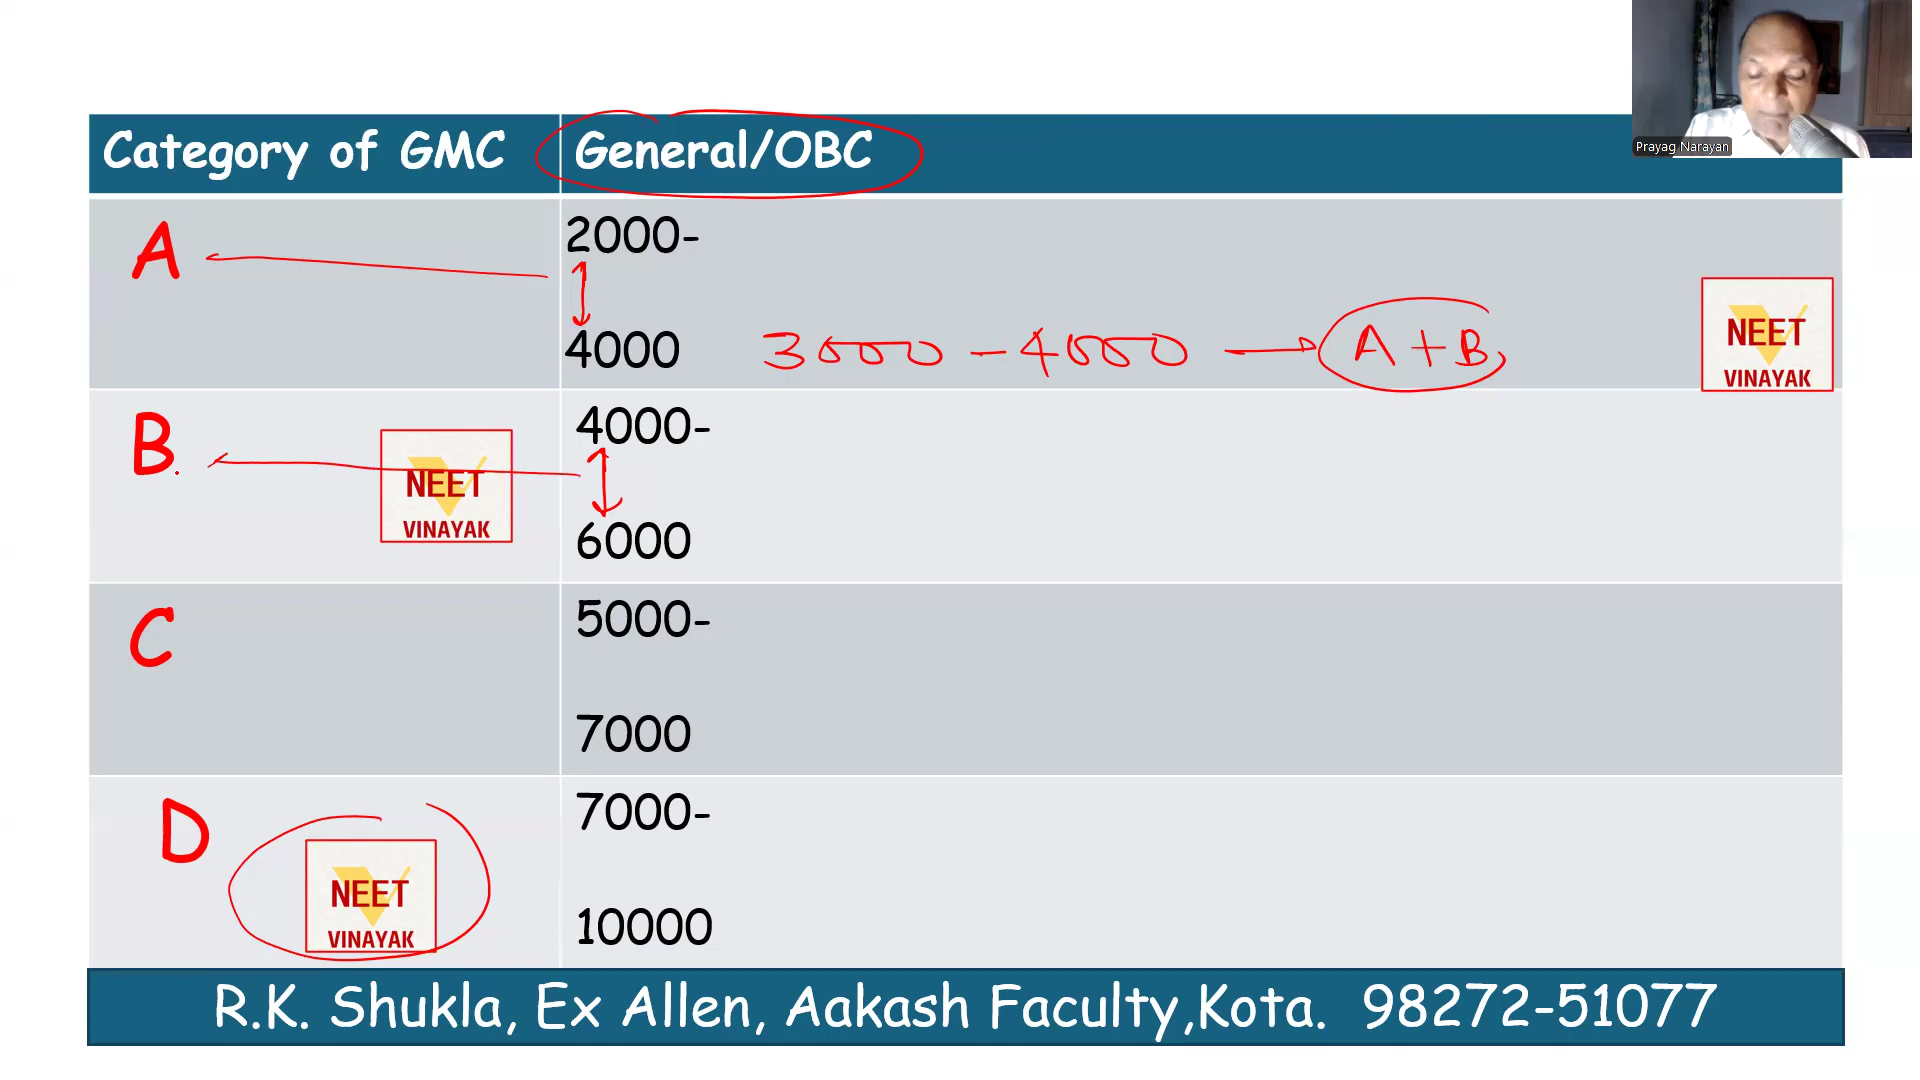 Prayag Narayan
Category of GMC General/OBC
A 2000-
4000 3000 - 4000 → A + B
NEET
VINAYAK
B. 4000-
NEET
VINAYAK
6000
C 5000-
7000
D 7000-
NEET
VINAYAK
10000
R.K. Shukla, Ex Allen, Aakash Faculty,Kota. 98272-51077